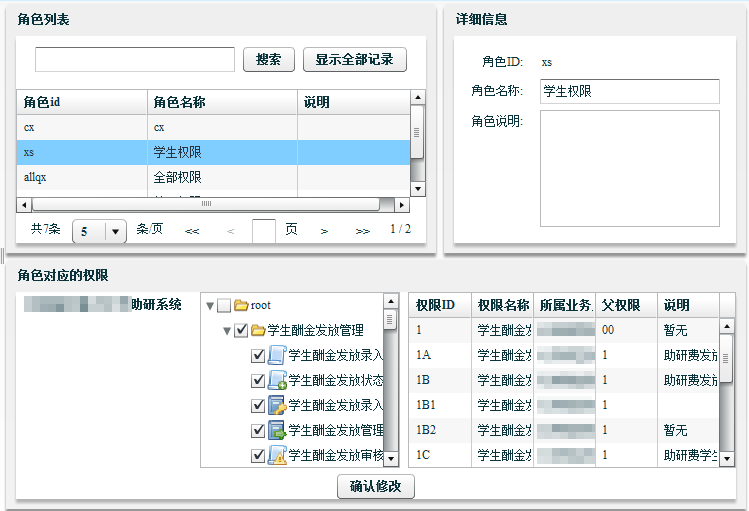 角色列表
搜索 显示全部记录
角色id 角色名称 说明
cx cx
xs 学生权限
allqx 全部权限
共7条 5 条/页 << < 页 > >> 1 / 2
详细信息
角色ID: xs
角色名称: 学生权限
角色说明:
角色对应的权限
助研系统
root
学生酬金发放管理
学生酬金发放录入
学生酬金发放状态
学生酬金发放录入
学生酬金发放管理
学生酬金发放审核
权限ID 权限名称 所属业务 父权限 说明
1 学生酬金发 00 暂无
1A 学生酬金发 1 助研费发放
1B 学生酬金发 1 助研费发放
1B1 学生酬金发 1
1B2 学生酬金发 1 暂无
1C 学生酬金发 1 助研费学生
确认修改